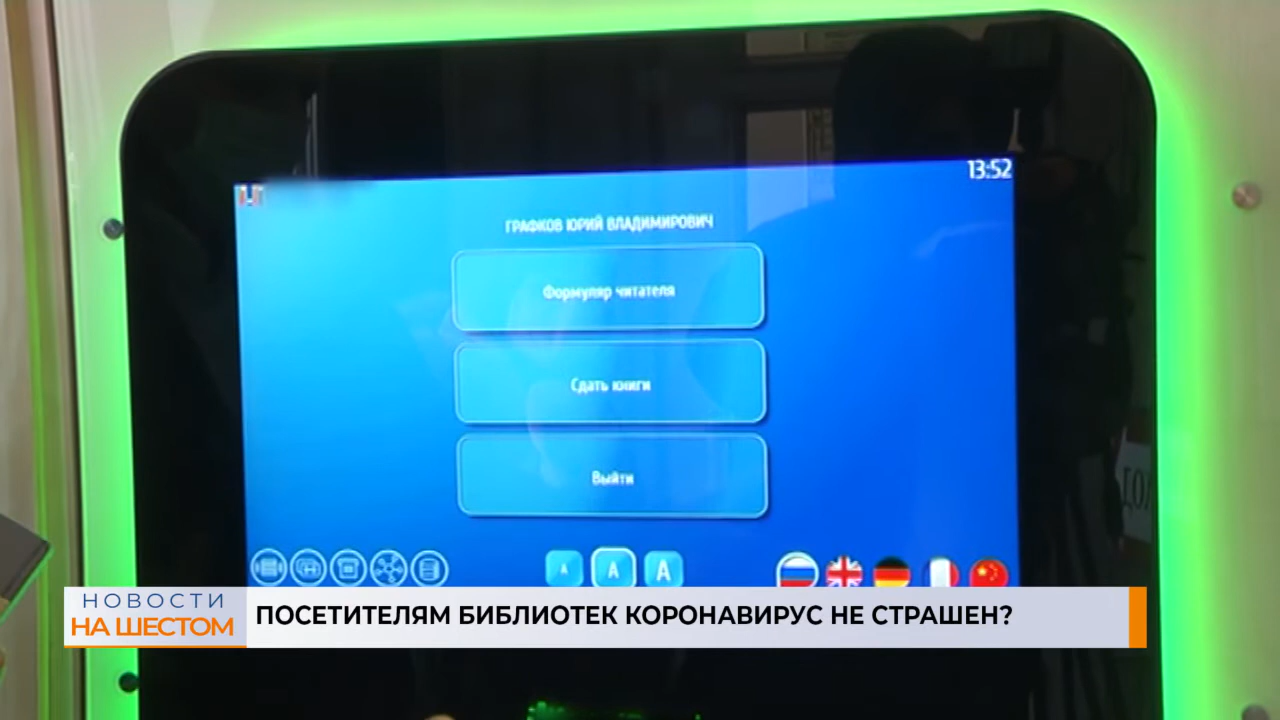 13:52
ГРАФКОВ ЮРИЙ ВЛАДИМИРОВИЧ
Формуляр читателя
Сдать книги
Выйти
А А А
НОВОСТИ
НА ШЕСТОМ
ПОСЕТИТЕЛЯМ БИБЛИОТЕК КОРОНАВИРУС НЕ СТРАШЕН?